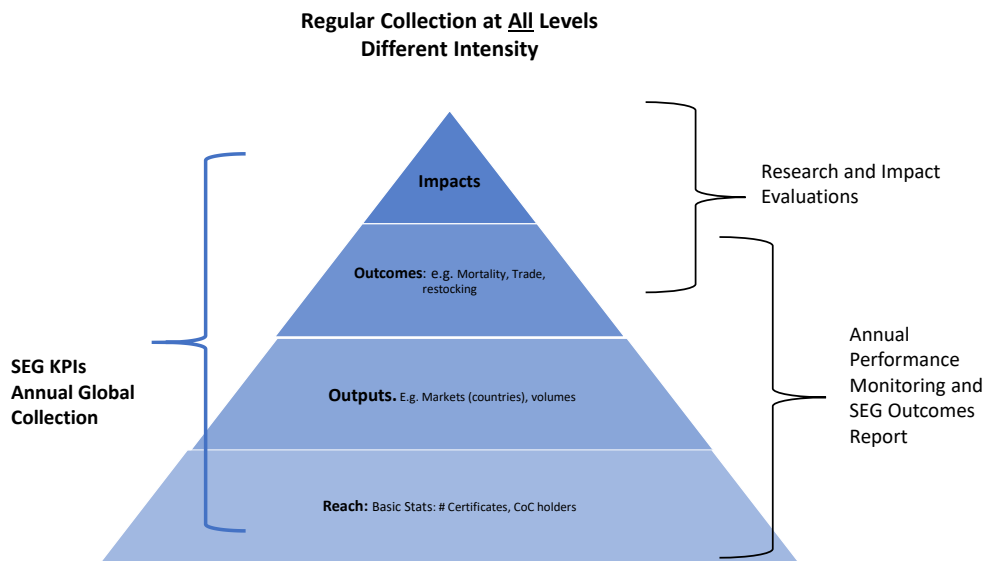 Regular Collection at All Levels
Different Intensity
Impacts
Research and Impact
Evaluations
Outcomes: e.g. Mortality, Trade,
restocking
SEG KPIs
Annual Global
Collection
Annual
Performance
Monitoring and
SEG Outcomes
Report
Outputs. E.g. Markets (countries), volumes
Reach: Basic Stats: # Certificates, CoC holders